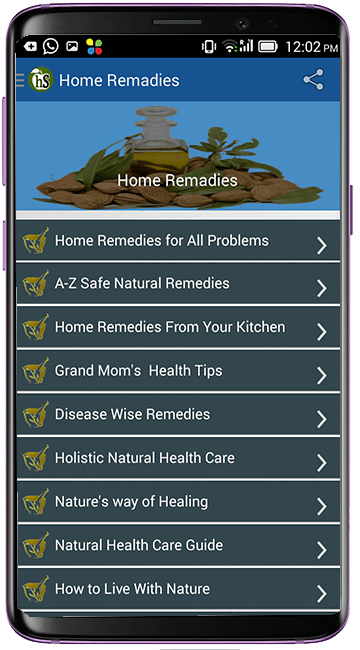 12:02 PM
hS
Home Remadies
Home Remadies
Home Remedies for All Problems
A-Z Safe Natural Remedies
Home Remedies From Your Kitchen
Grand Mom's Health Tips
Disease Wise Remedies
Holistic Natural Health Care
Nature's way of Healing
Natural Health Care Guide
How to Live With Nature